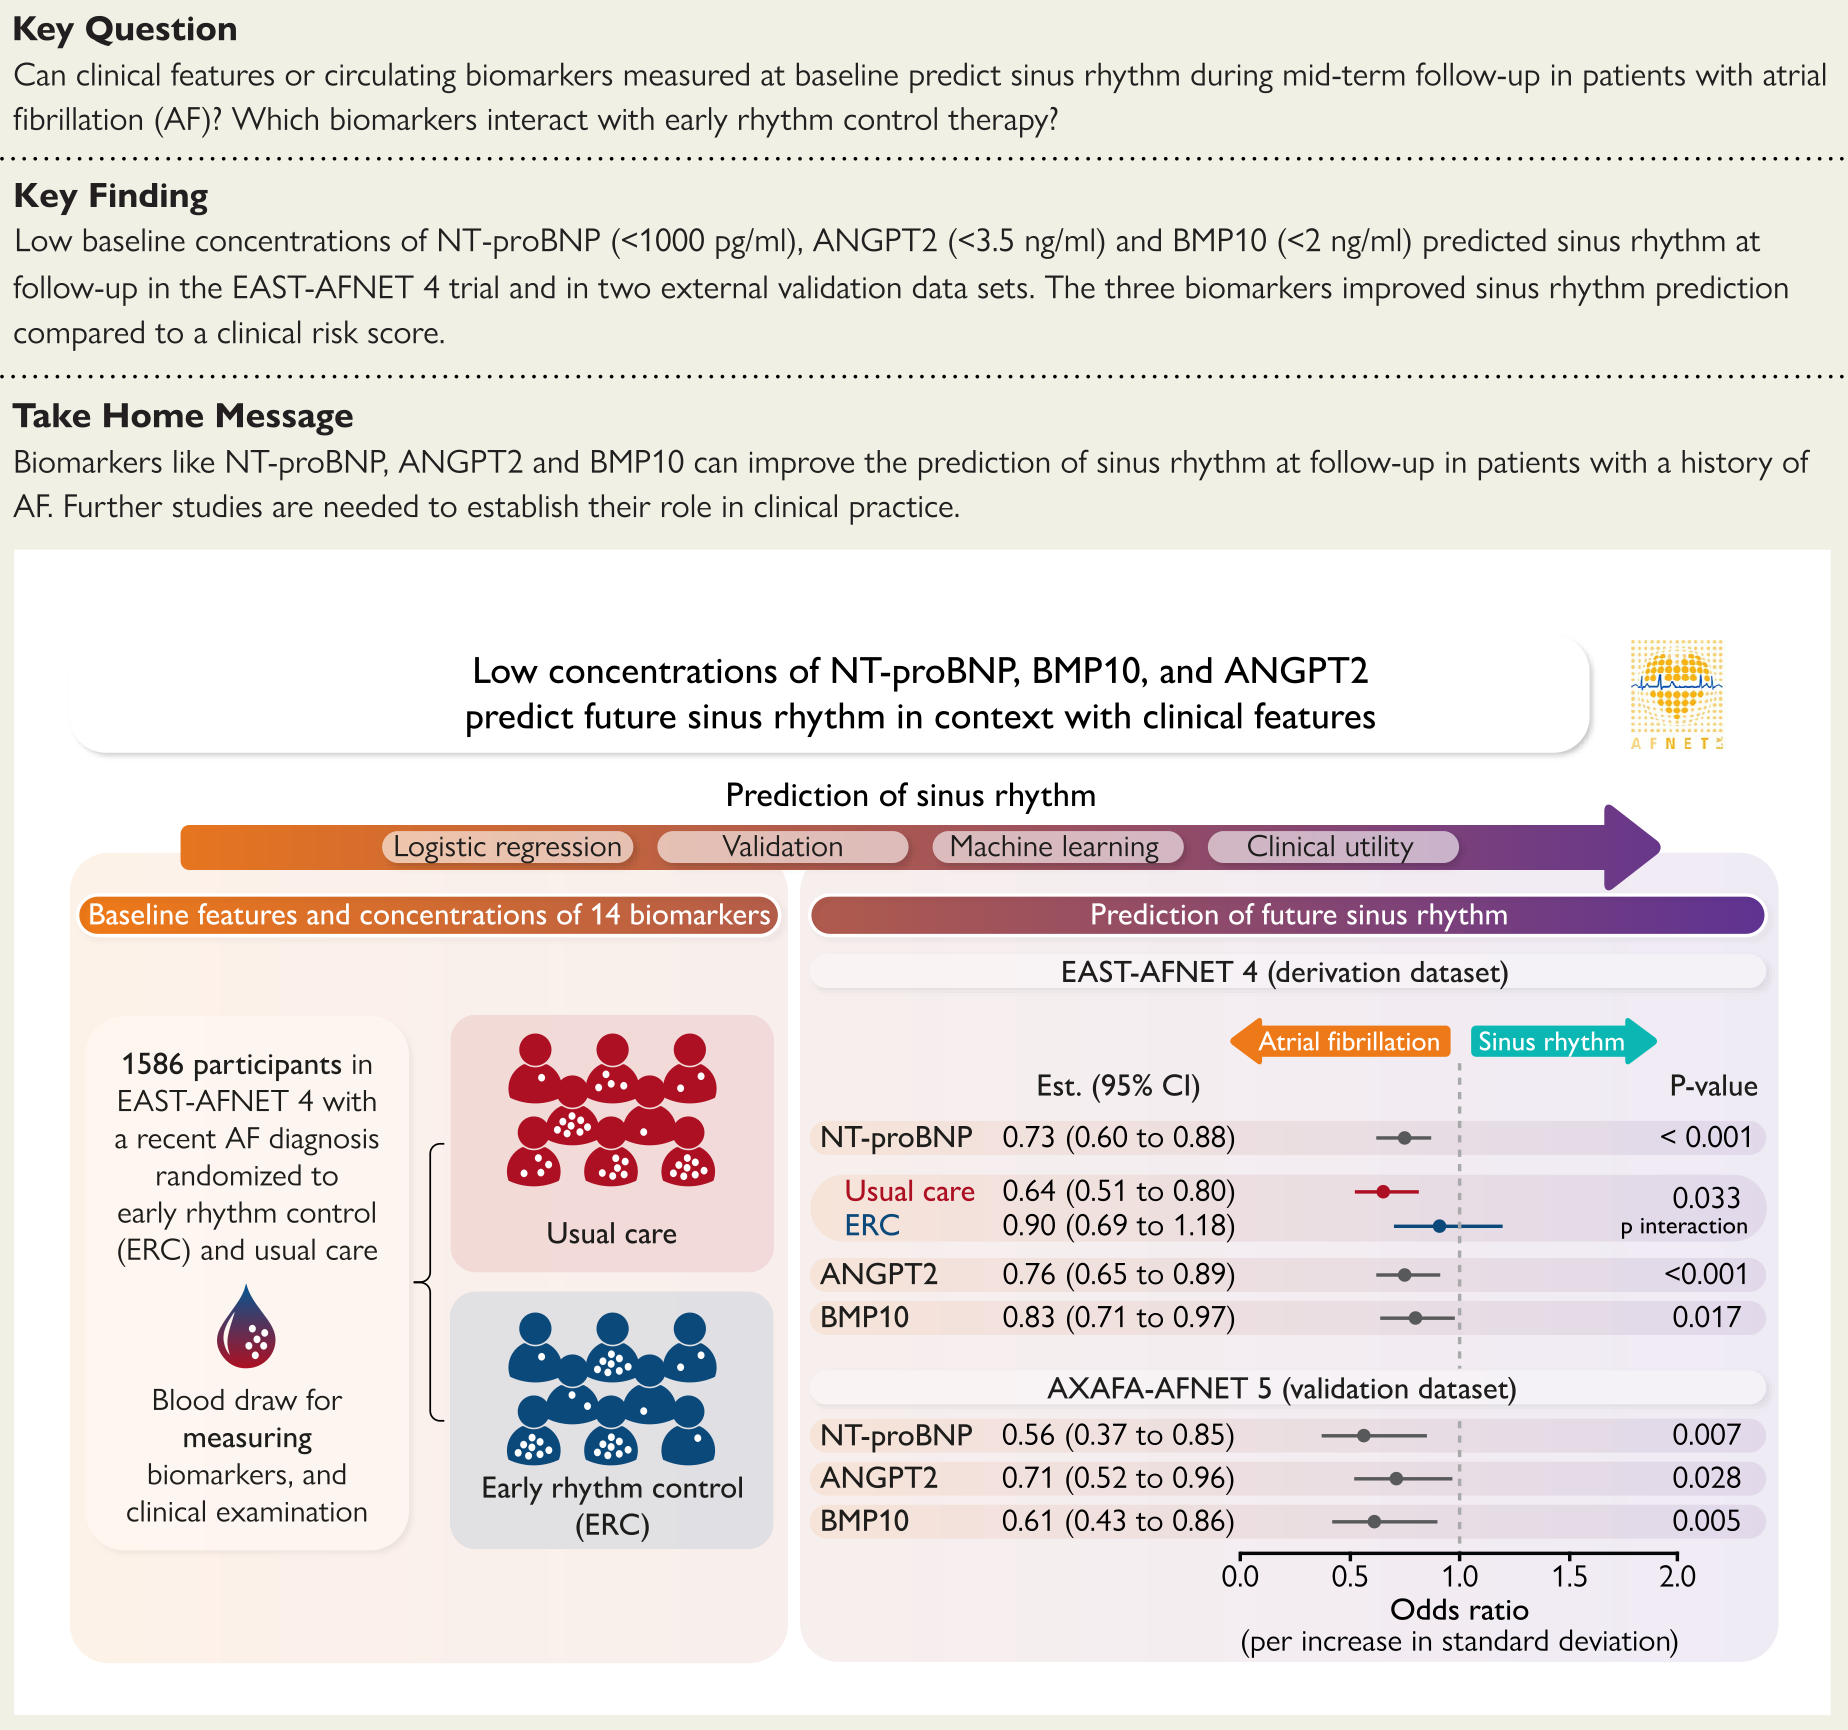 Key Question
Can clinical features or circulating biomarkers measured at baseline predict sinus rhythm during mid-term follow-up in patients with atrial
fibrillation (AF)? Which biomarkers interact with early rhythm control therapy?
Key Finding
Low baseline concentrations of NT-proBNP (<1000 pg/ml), ANGPT2 (<3.5 ng/ml) and BMP10 (<2 ng/ml) predicted sinus rhythm at
follow-up in the EAST-AFNET 4 trial and in two external validation data sets. The three biomarkers improved sinus rhythm prediction
compared to a clinical risk score.
Take Home Message
Biomarkers like NT-proBNP, ANGPT2 and BMP10 can improve the prediction of sinus rhythm at follow-up in patients with a history of
AF. Further studies are needed to establish their role in clinical practice.
Low concentrations of NT-proBNP, BMP10, and ANGPT2
predict future sinus rhythm in context with clinical features
AFNET
Prediction of sinus rhythm
Logistic regression Validation Machine learning Clinical utility
Baseline features and concentrations of 14 biomarkers
1586 participants in
EAST-AFNET 4 with
a recent AF diagnosis
randomized to
early rhythm control
(ERC) and usual care
Blood draw for
measuring
biomarkers, and
clinical examination
Usual care
Early rhythm control
(ERC)
Prediction of future sinus rhythm
EAST-AFNET 4 (derivation dataset)
Atrial fibrillation Sinus rhythm
Est. (95% CI) P-value
NT-proBNP 0.73 (0.60 to 0.88) < 0.001
Usual care 0.64 (0.51 to 0.80)
0.033
ERC 0.90 (0.69 to 1.18) p interaction
ANGPT2 0.76 (0.65 to 0.89) <0.001
BMP10 0.83 (0.71 to 0.97) 0.017
AXAFA-AFNET 5 (validation dataset)
NT-proBNP 0.56 (0.37 to 0.85) 0.007
ANGPT2 0.71 (0.52 to 0.96) 0.028
BMP10 0.61 (0.43 to 0.86) 0.005
0.0 0.5 1.0 1.5 2.0
Odds ratio
(per increase in standard deviation)